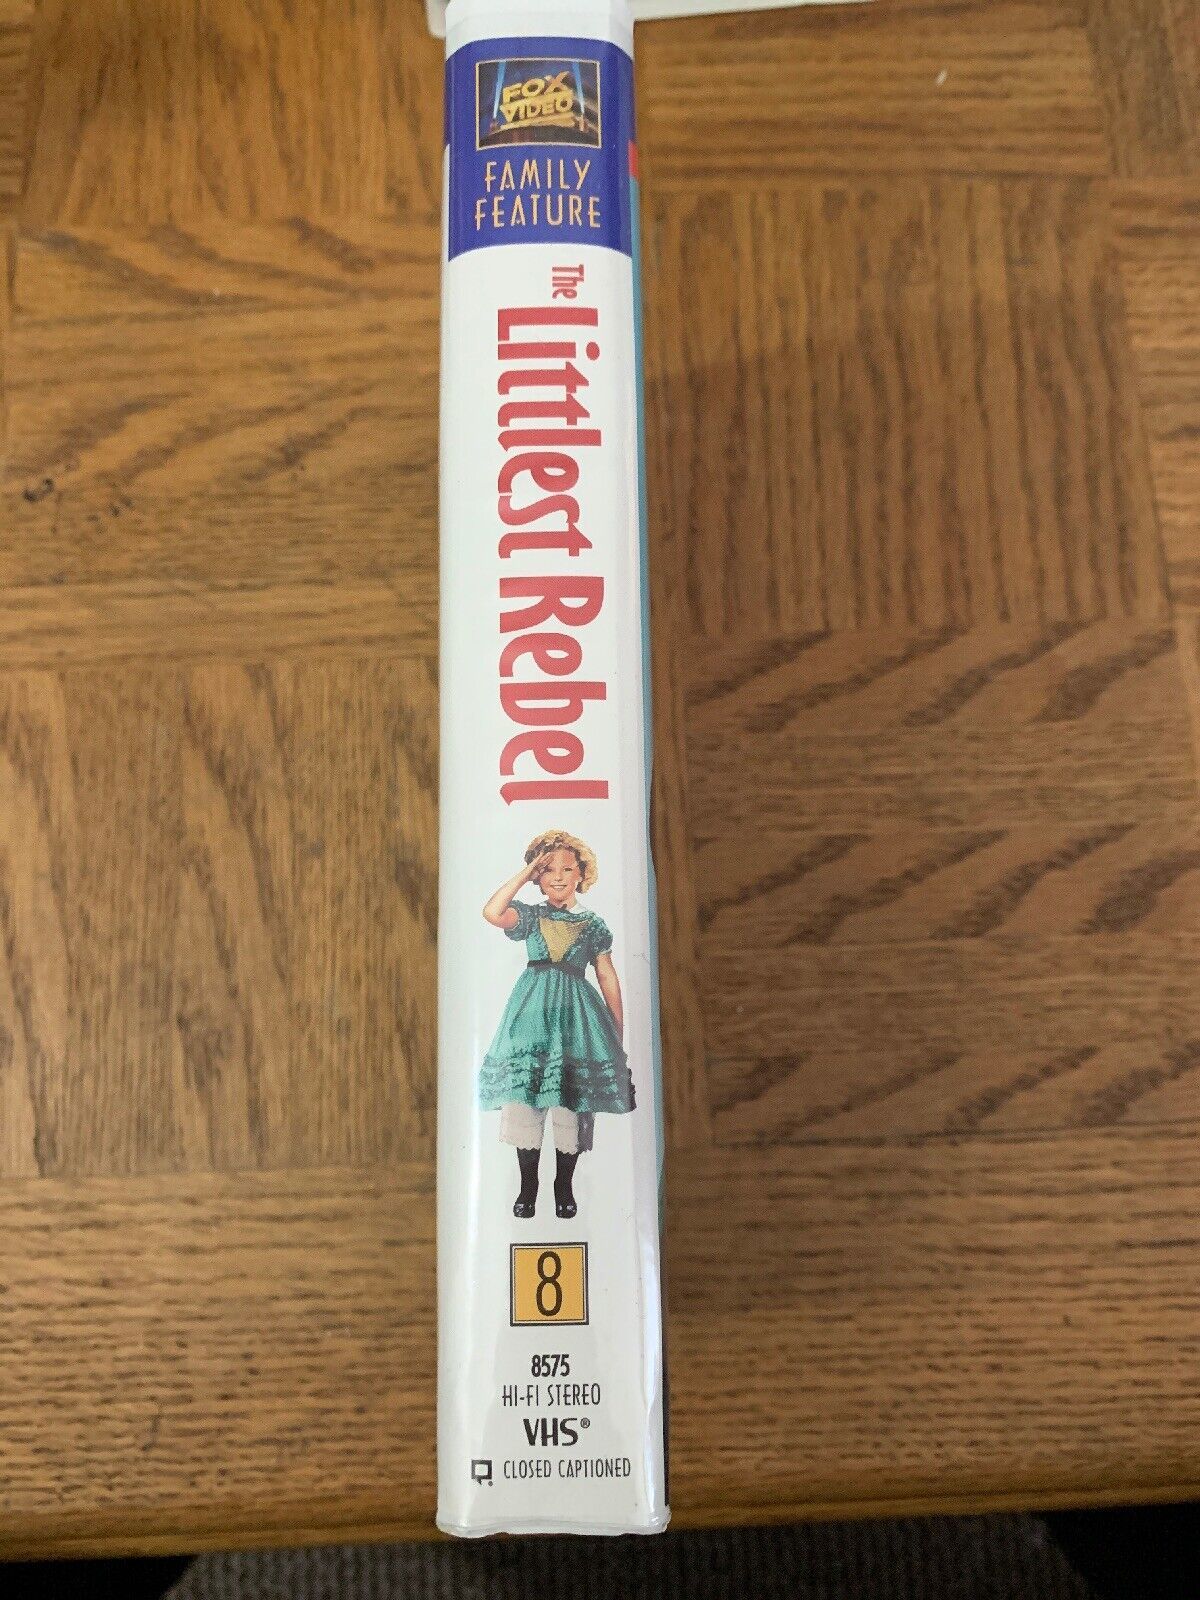 FOX
VIDEO
FAMILY
FEATURE
The Littlest Rebel
8
8575
HI-FI STEREO
VHS®
CLOSED CAPTIONED